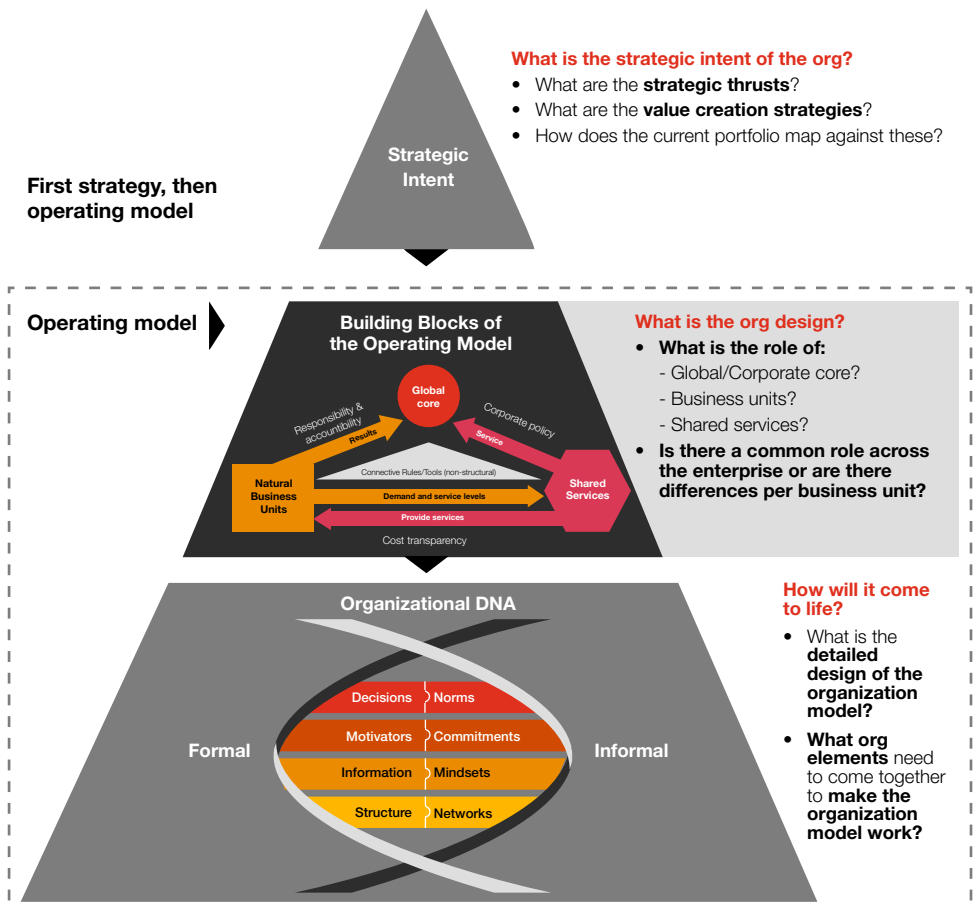 What is the strategic intent of the org?
• What are the strategic thrusts?
• What are the value creation strategies?
• How does the current portfolio map against these?
Strategic
Intent
First strategy, then
operating model
Operating model
Building Blocks of
the Operating Model
Global
core
Responsibility &
accountibility
Results
Corporate policy
Service
Connective Rules/Tools (non-structural)
Natural
Business
Units
Demand and service levels
Shared
Services
Provide services
Cost transparency
What is the org design?
• What is the role of:
- Global/Corporate core?
- Business units?
- Shared services?
• Is there a common role across
the enterprise or are there
differences per business unit?
Organizational DNA
Formal
Informal
Decisions Norms
Motivators Commitments
Information Mindsets
Structure Networks
How will it come
to life?
• What is the
detailed
design of the
organization
model?
• What org
elements need
to come together
to make the
organization
model work?